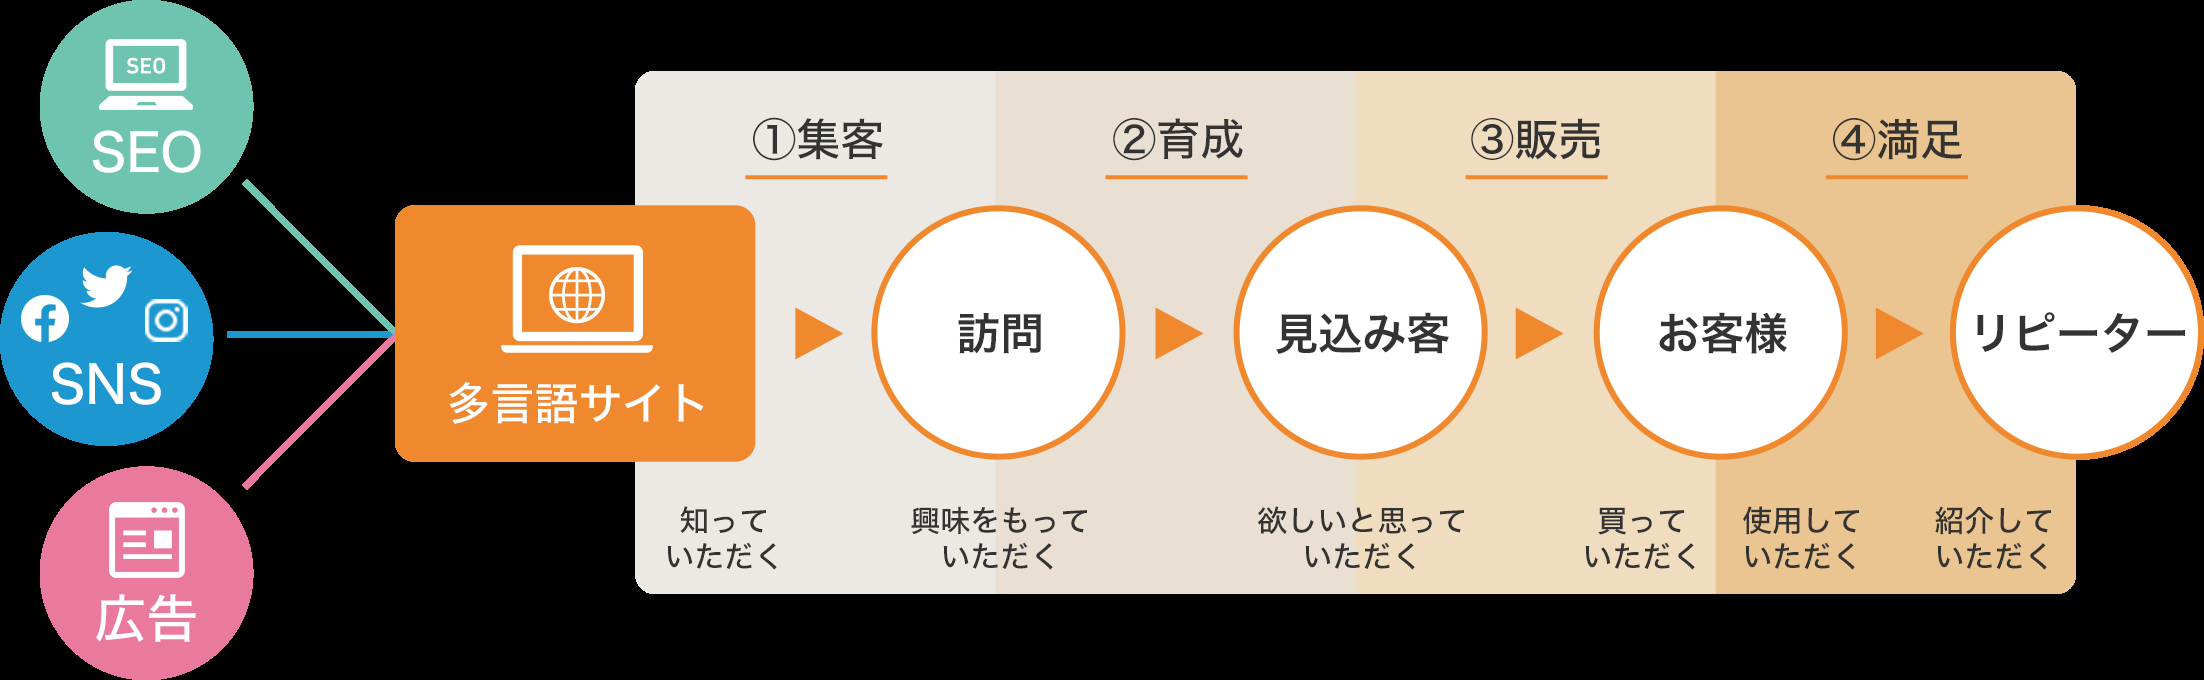 SEO
SEO
SNS
広告
多言語サイト
①集客
②育成
③販売
④満足
訪問
見込み客
お客様
リピーター
知って
いただく
興味をもって
いただく
欲しいと思って
いただく
買って
いただく
使用して
いただく
紹介して
いただく